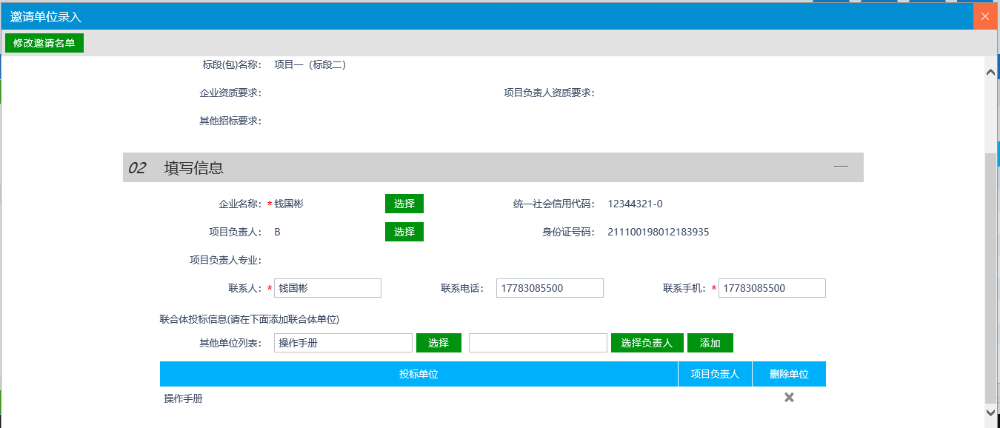 邀请单位录入
修改邀请名单
标段(包)名称： 项目一（标段二）
企业资质要求： 项目负责人资质要求：
其他招标要求：
02 填写信息
企业名称：*钱国彬 选择 统一社会信用代码： 12344321-0
项目负责人： B 选择 身份证号码： 211100198012183935
项目负责人专业：
联系人：* 钱国彬 联系电话： 17783085500 联系手机：* 17783085500
联合体投标信息(请在下面添加联合体单位)
其他单位列表： 操作手册 选择 选择负责人 添加
投标单位 项目负责人 删除单位
操作手册